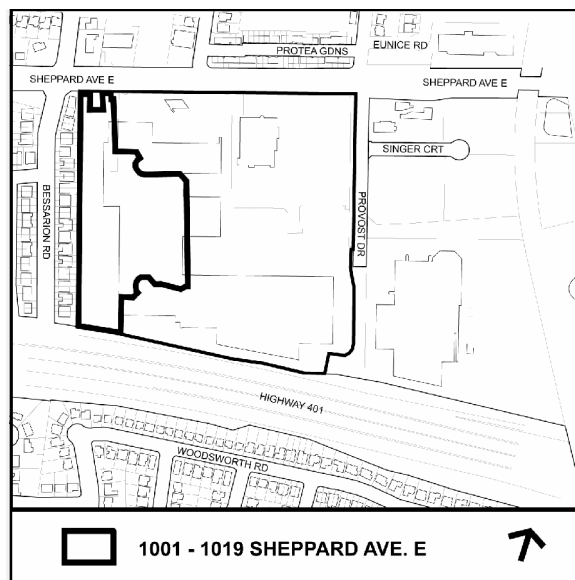 PROTEA GDNS
EUNICE RD
SHEPPARD AVE E
SHEPPARD AVE E
SINGER CRT
BESSARION RD
PROVOST DR
HIGHWAY 401
WOODSWORTH RD
1001 - 1019 SHEPPARD AVE. E